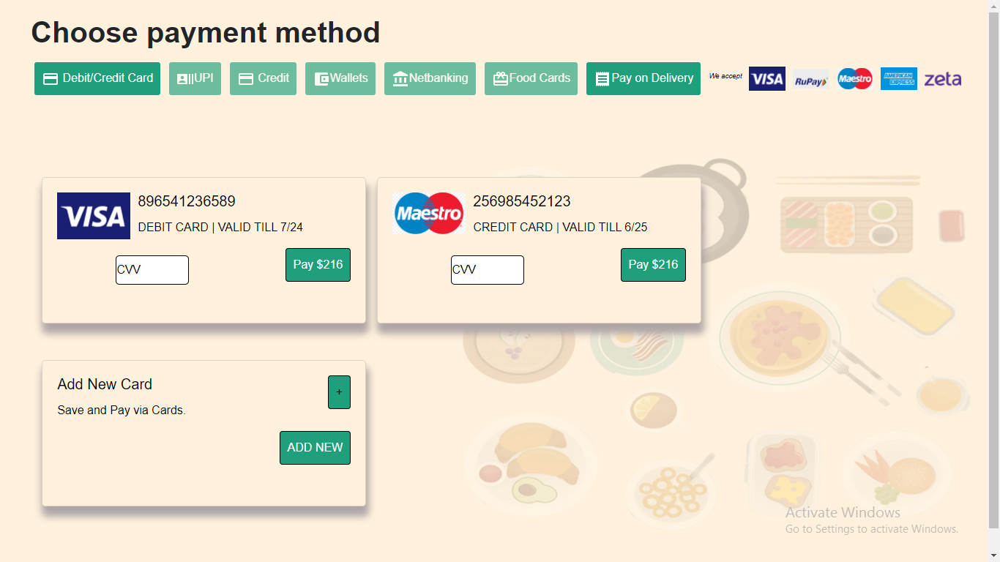 Choose payment method
Debit/Credit Card UPI Credit Wallets Netbanking Food Cards Pay on Delivery We accept VISA RuPay Maestro AMERICAN EXPRESS zeta
VISA 896541236589
DEBIT CARD | VALID TILL 7/24
CVV Pay $216
Maestro 256985452123
CREDIT CARD | VALID TILL 6/25
CVV Pay $216
Add New Card +
Save and Pay via Cards.
ADD NEW
Activate Windows
Go to Settings to activate Windows.